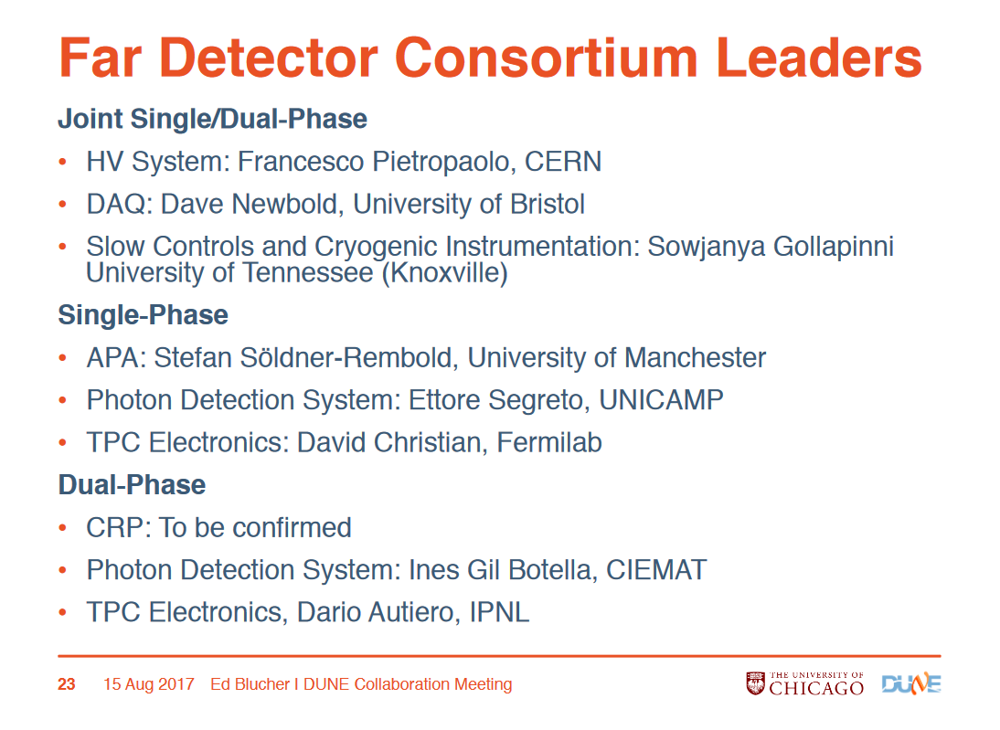 Far Detector Consortium Leaders
Joint Single/Dual-Phase
• HV System: Francesco Pietropaolo, CERN
• DAQ: Dave Newbold, University of Bristol
• Slow Controls and Cryogenic Instrumentation: Sowjanya Gollapinni
University of Tennessee (Knoxville)
Single-Phase
• APA: Stefan Söldner-Rembold, University of Manchester
• Photon Detection System: Ettore Segreto, UNICAMP
• TPC Electronics: David Christian, Fermilab
Dual-Phase
• CRP: To be confirmed
• Photon Detection System: Ines Gil Botella, CIEMAT
• TPC Electronics, Dario Autiero, IPNL
23 15 Aug 2017 Ed Blucher I DUNE Collaboration Meeting
THE UNIVERSITY OF
CHICAGO
DUNE